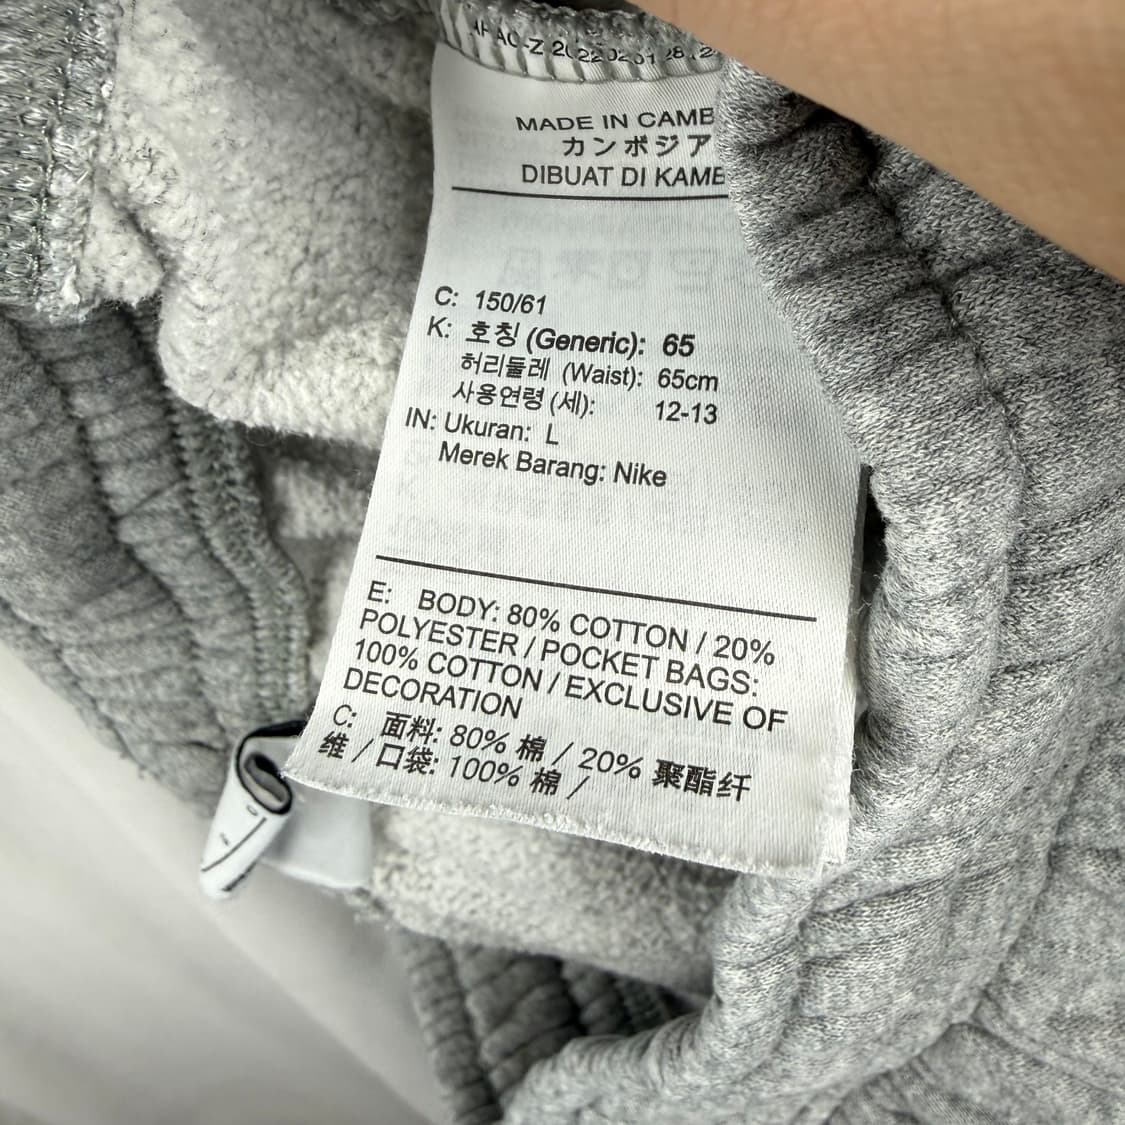 MADE IN CAMB
カンボジア
DIBUAT DI KAMB
C: 150/61
K: 호칭 (Generic): 65
허리둘레 (Waist): 65cm
사용연령 (세): 12-13
IN: Ukuran: L
Merek Barang: Nike
E: BODY: 80% COTTON / 20%
POLYESTER / POCKET BAGS:
100% COTTON / EXCLUSIVE OF
DECORATION
C: 面料: 80% 棉 / 20% 聚酯纤
维 / 口袋: 100% 棉 /